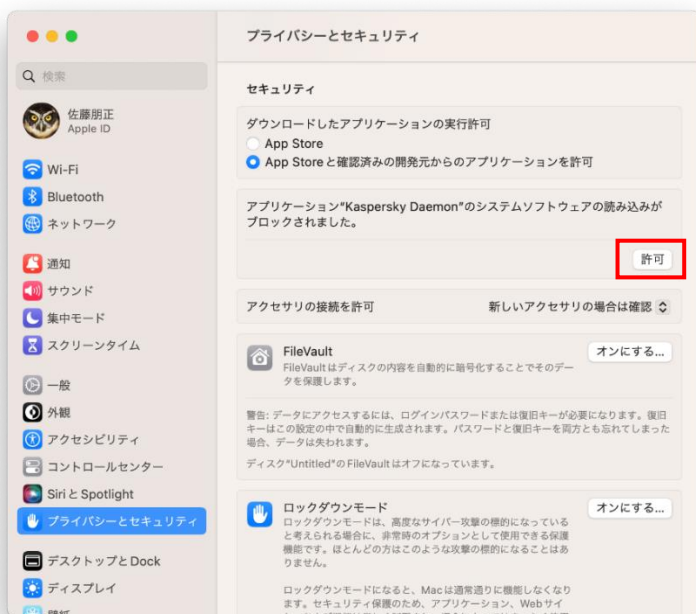 プライバシーとセキュリティ
検索
佐藤朋正
Apple ID
Wi-Fi
Bluetooth
ネットワーク
通知
サウンド
集中モード
スクリーンタイム
一般
外観
アクセシビリティ
コントロールセンター
Siri と Spotlight
プライバシーとセキュリティ
デスクトップと Dock
ディスプレイ
壁紙
セキュリティ
ダウンロードしたアプリケーションの実行許可
App Store
App Store と確認済みの開発元からのアプリケーションを許可
アプリケーション"Kaspersky Daemon"のシステムソフトウェアの読み込みが
ブロックされました。
許可
アクセサリの接続を許可 新しいアクセサリの場合は確認
FileVault オンにする...
FileVault はディスクの内容を自動的に暗号化することでそのデー
タを保護します。
警告: データにアクセスするには、ログインパスワードまたは復旧キーが必要になります。復旧
キーはこの設定の中で自動的に生成されます。パスワードと復旧キーを両方とも忘れてしまった
場合、データは失われます。
ディスク"Untitled"の FileVault はオフになっています。
ロックダウンモード オンにする...
ロックダウンモードは、高度なサイバー攻撃の標的になっている
と考えられる場合に、非常時のオプションとして使用できる保護
機能です。ほとんどの方はこのような攻撃の標的になることはあ
りません。
ロックダウンモードになると、Mac は通常通りに機能しなくなり
ます。セキュリティ保護のため、アプリケーション、Web サイ